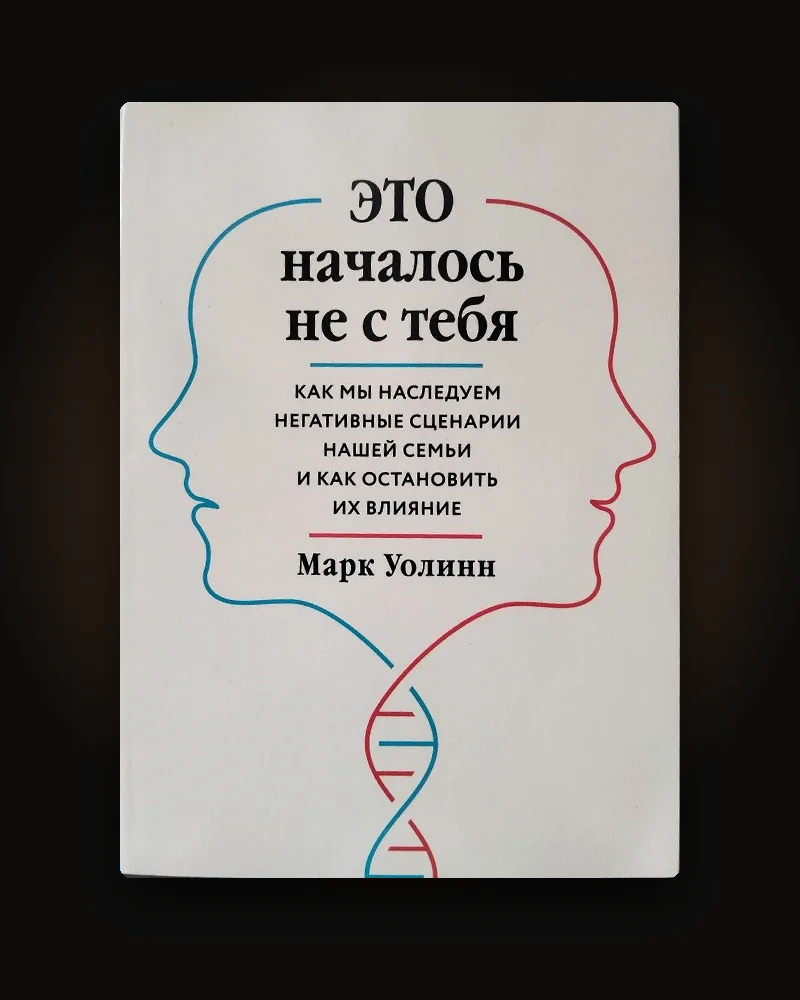 ЭТО
началось
не с тебя
КАК МЫ НАСЛЕДУЕМ
НЕГАТИВНЫЕ СЦЕНАРИИ
НАШЕЙ СЕМЬИ
И КАК ОСТАНОВИТЬ
ИХ ВЛИЯНИЕ
Марк Уолинн